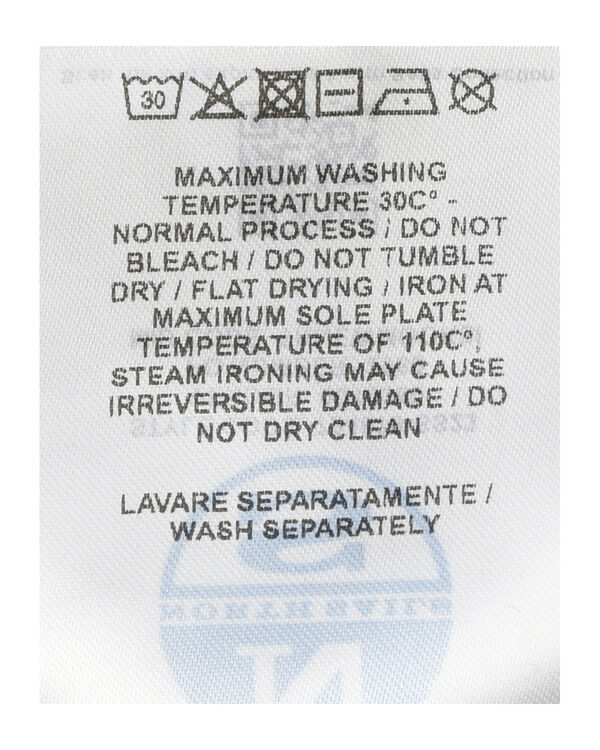 30
MAXIMUM WASHING
TEMPERATURE 30C° -
NORMAL PROCESS / DO NOT
BLEACH / DO NOT TUMBLE
DRY / FLAT DRYING / IRON AT
MAXIMUM SOLE PLATE
TEMPERATURE OF 110C°;
STEAM IRONING MAY CAUSE
IRREVERSIBLE DAMAGE / DO
NOT DRY CLEAN
LAVARE SEPARATAMENTE /
WASH SEPARATELY
NORTH SAILS